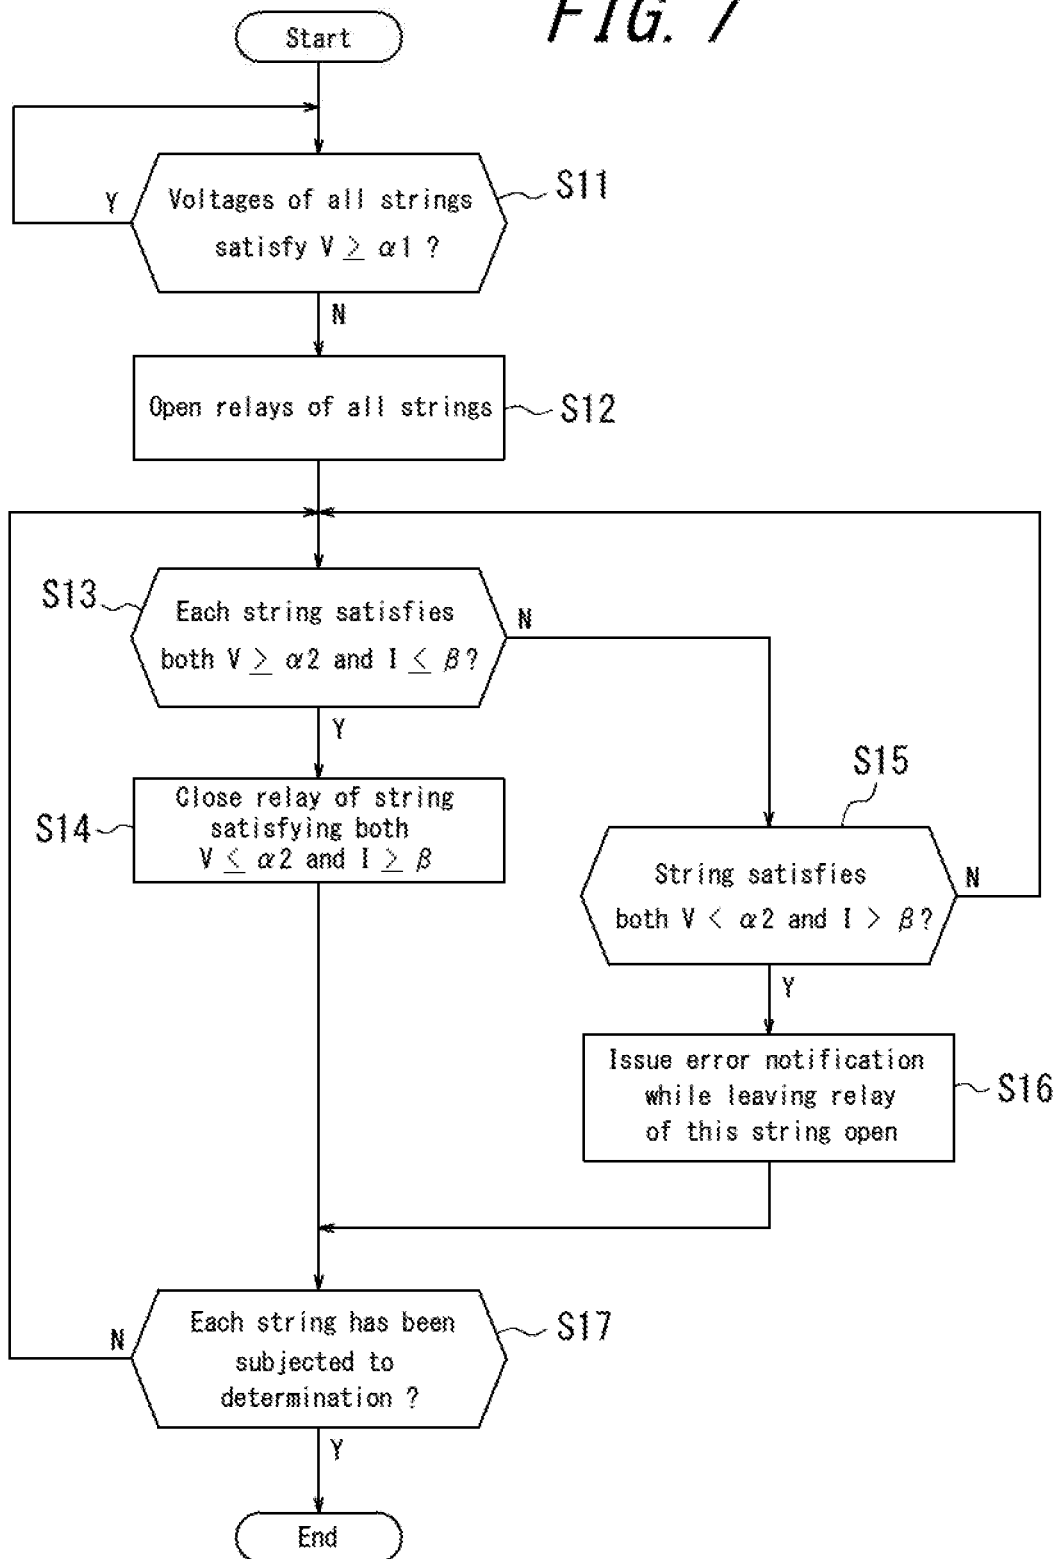 FIG. 7
Start
Voltages of all strings
satisfy V ≥ α1 ?
S11
Y
N
Open relays of all strings
S12
S13
Each string satisfies
both V ≥ α2 and I ≤ β?
N
Y
S14
Close relay of string
satisfying both
V ≤ α2 and I ≥ β
S15
String satisfies
both V < α2 and I > β?
N
Y
Issue error notification
while leaving relay
of this string open
S16
Each string has been
subjected to
determination ?
S17
N
Y
End